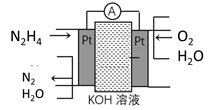 A
N₂H₄
Pt
Pt
O₂
H₂O
N₂
H₂O
KOH 溶液